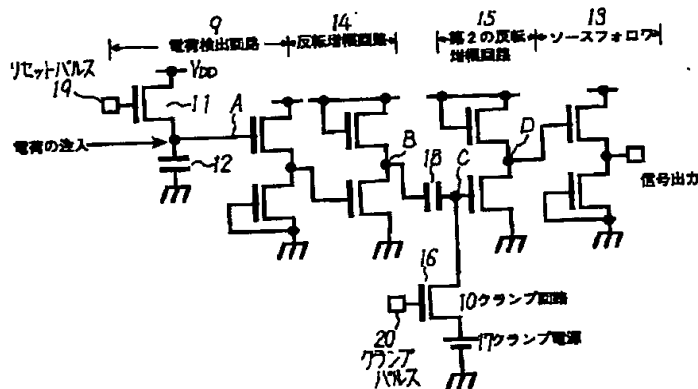 9 14 15 13
電荷検出回路 反転増幅回路 第2の反転増幅回路 ソースフォロワ
リセットパルス
19
VDD
11
A
電荷の注入
12
B
18
C
D
信号出力
16
10クランプ回路
20
クランプパルス
17クランプ電源